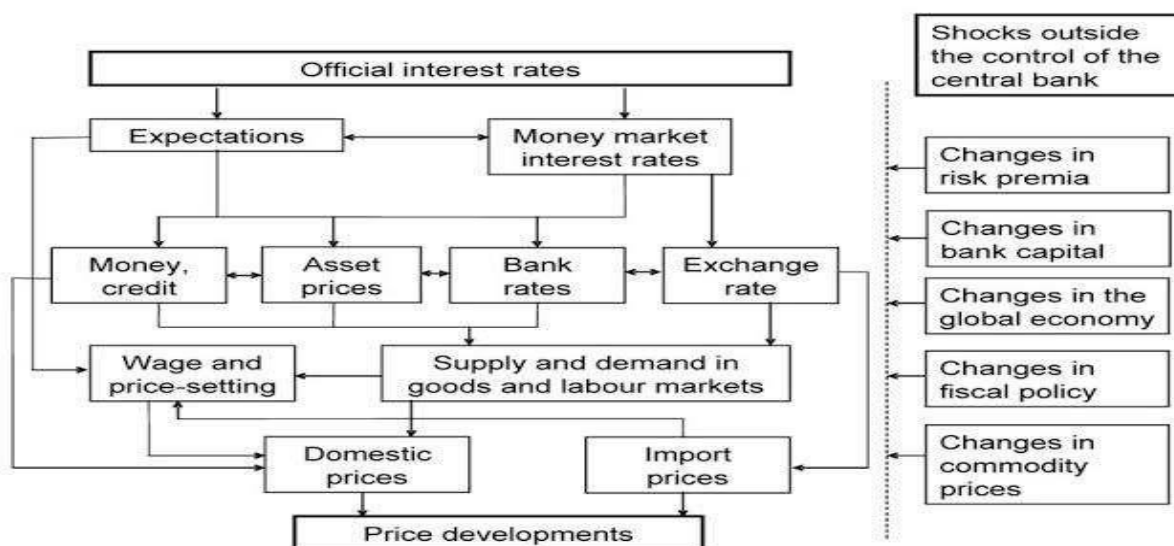 Official interest rates
Expectations
Money market
interest rates
Money,
credit
Asset
prices
Bank
rates
Exchange
rate
Wage and
price-setting
Supply and demand in
goods and labour markets
Domestic
prices
Import
prices
Price developments
Shocks outside
the control of the
central bank
Changes in
risk premia
Changes in
bank capital
Changes in the
global economy
Changes in
fiscal policy
Changes in
commodity
prices